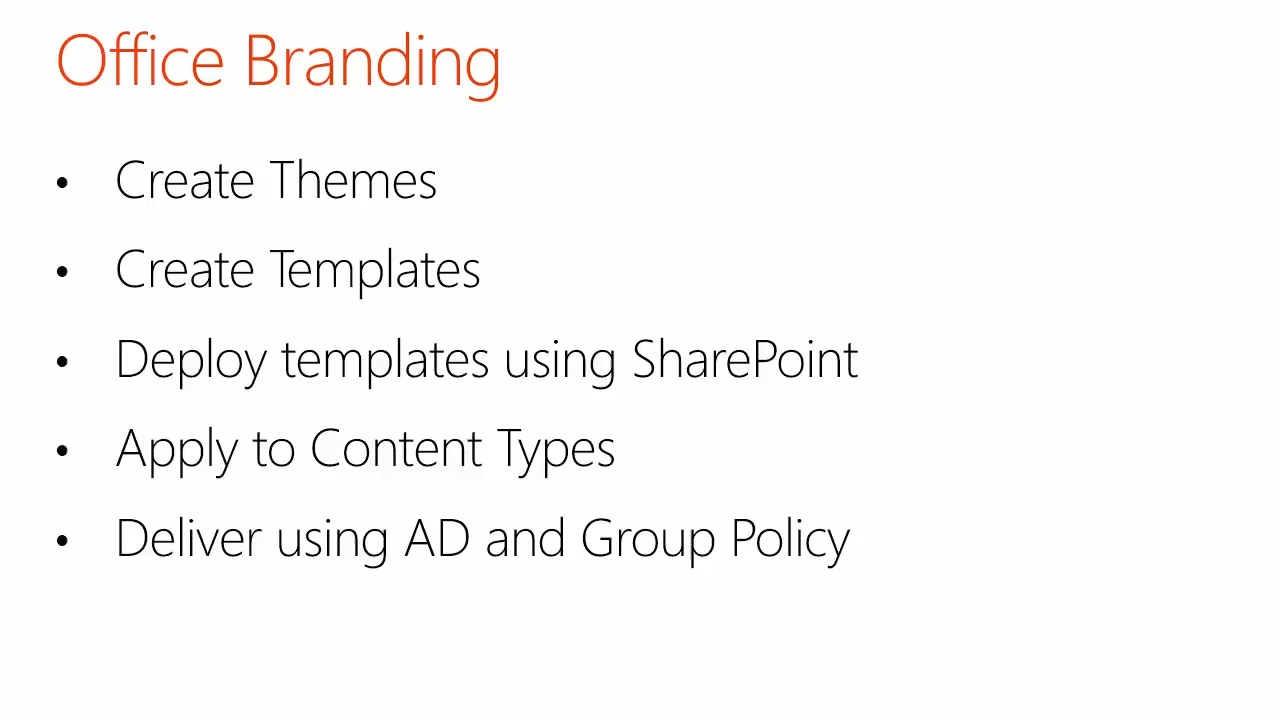 Office Branding
• Create Themes
• Create Templates
• Deploy templates using SharePoint
• Apply to Content Types
• Deliver using AD and Group Policy